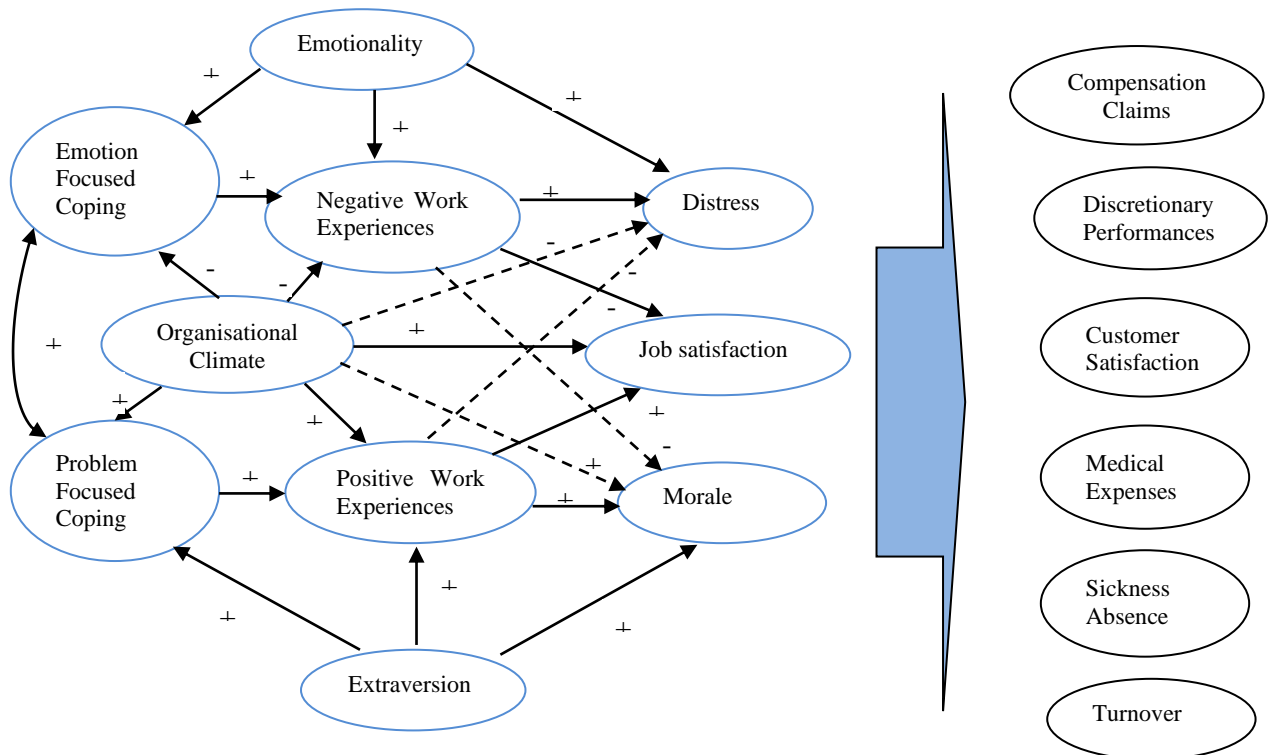 Emotionality
+
+
+
Emotion
Focused
Coping
+
Negative Work
Experiences
+
Distress
-
-
-
-
-
Organisational
Climate
+
Job satisfaction
+
+
+
+
Problem
Focused
Coping
+
Positive Work
Experiences
+
-
+
Morale
+
+
+
Extraversion
Compensation
Claims
Discretionary
Performances
Customer
Satisfaction
Medical
Expenses
Sickness
Absence
Turnover